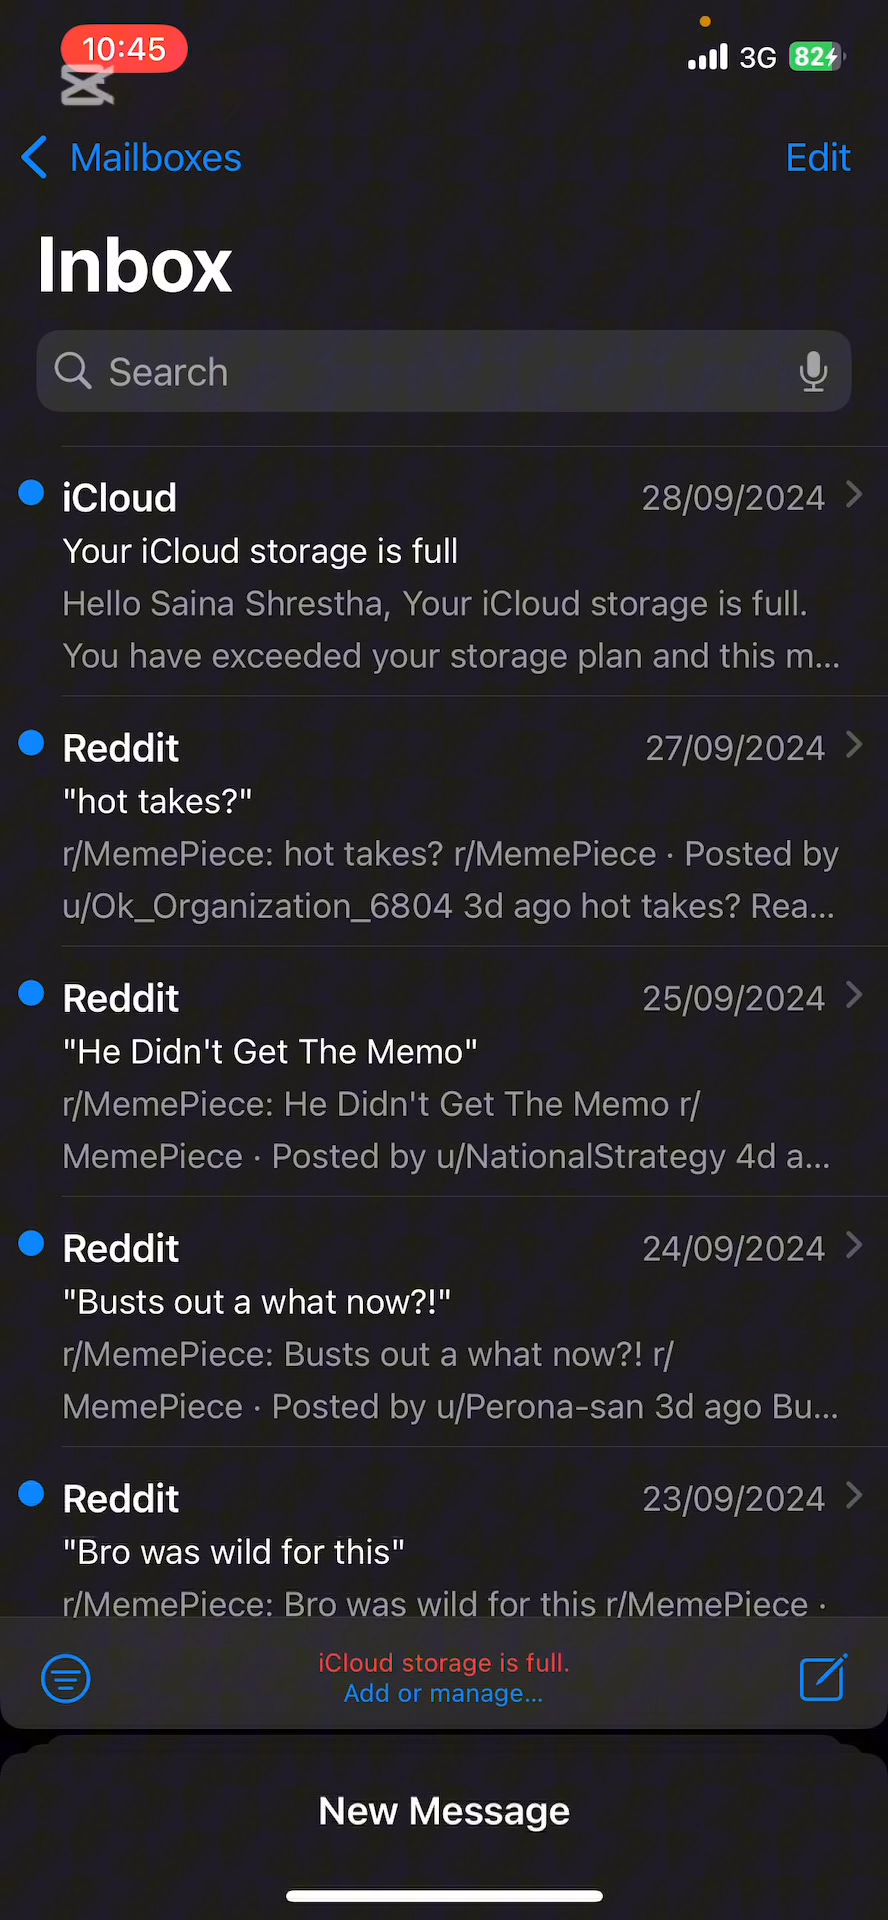 10:45
3G 82
Mailboxes
Edit
Inbox
Search
iCloud 28/09/2024
Your iCloud storage is full
Hello Saina Shrestha, Your iCloud storage is full.
You have exceeded your storage plan and this m...
Reddit 27/09/2024
"hot takes?"
r/MemePiece: hot takes? r/MemePiece · Posted by
u/Ok_Organization_6804 3d ago hot takes? Rea...
Reddit 25/09/2024
"He Didn't Get The Memo"
r/MemePiece: He Didn't Get The Memo r/
MemePiece · Posted by u/NationalStrategy 4d a...
Reddit 24/09/2024
"Busts out a what now?!"
r/MemePiece: Busts out a what now?! r/
MemePiece · Posted by u/Perona-san 3d ago Bu...
Reddit 23/09/2024
"Bro was wild for this"
r/MemePiece: Bro was wild for this r/MemePiece ·
iCloud storage is full.
Add or manage...
New Message